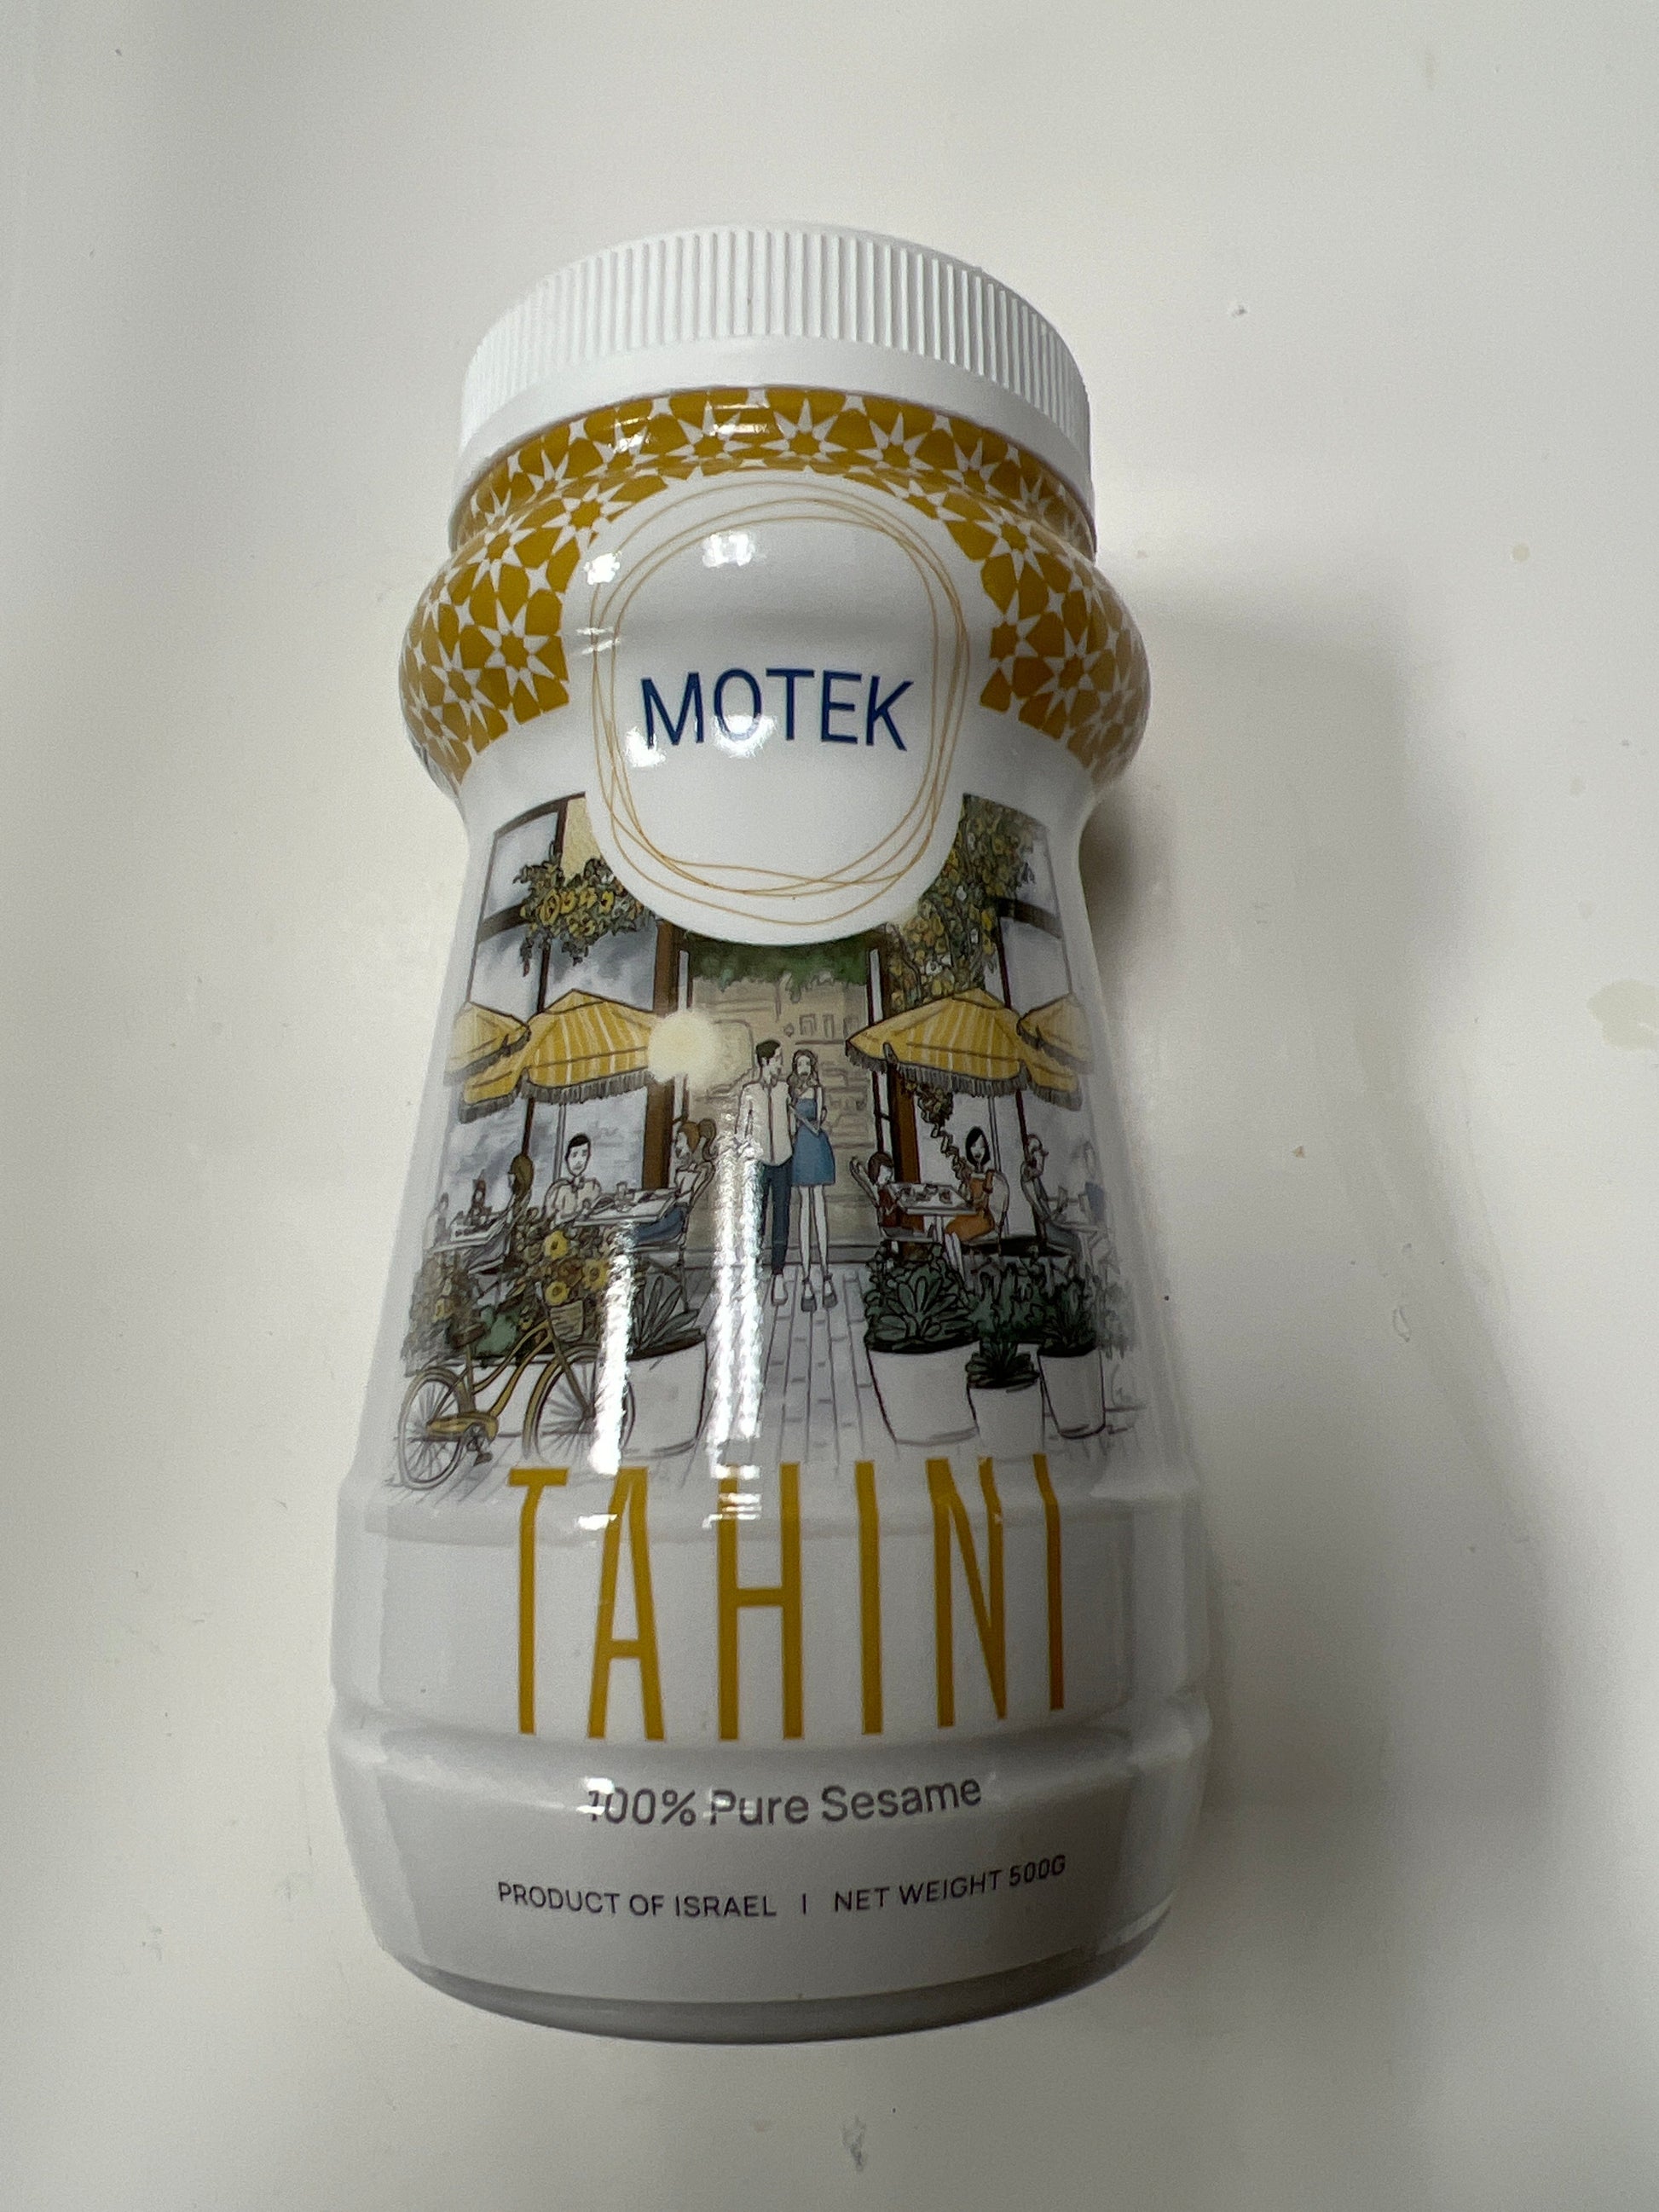 MOTEK
TAHINI
100% Pure Sesame
PRODUCT OF ISRAEL | NET WEIGHT 500G